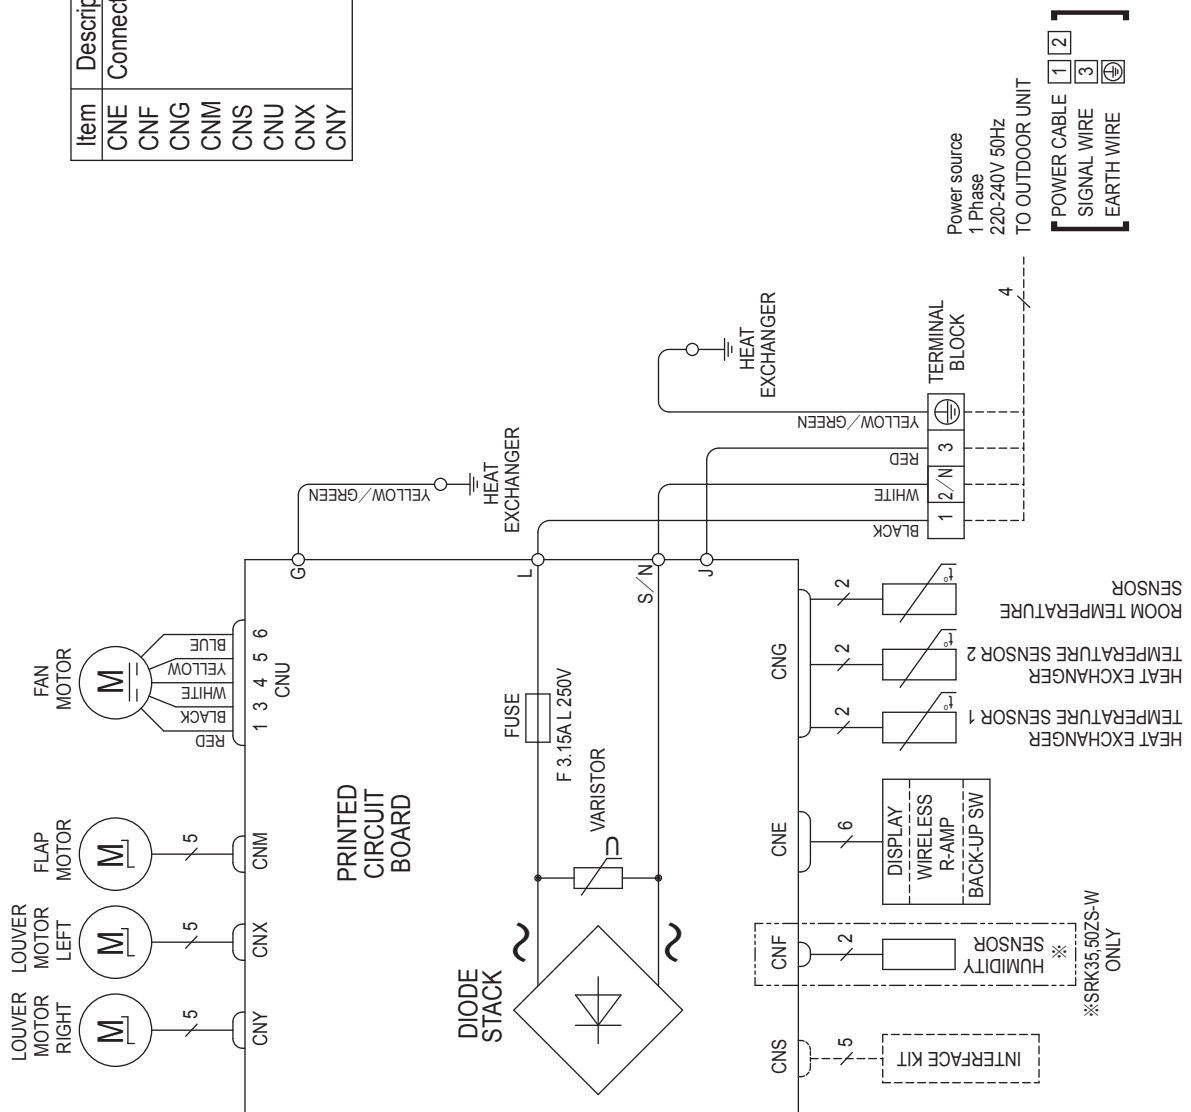 Item Descrip
CNE Connect
CNF
CNG
CNM
CNS
CNU
CNX
CNY
Power source
1 Phase
220-240V 50Hz
TO OUTDOOR UNIT
POWER CABLE 1 2
SIGNAL WIRE 3
EARTH WIRE
4
HEAT
EXCHANGER
TERMINAL
BLOCK
YELLOW/GREEN
RED
WHITE
BLACK
1 2/N 3
YELLOW/GREEN
HEAT
EXCHANGER
G
L
S/N
J
FAN
MOTOR
M
BLUE
YELLOW
WHITE
BLACK
RED
1 3 4 5 6
CNU
FLAP
MOTOR
M
5
CNM
LOUVER
MOTOR
LEFT
M
5
CNX
LOUVER
MOTOR
RIGHT
M
5
CNY
PRINTED
CIRCUIT
BOARD
FUSE
F 3.15A L 250V
VARISTOR
U
DIODE
STACK
~
~
CNG
2
t°
ROOM TEMPERATURE
SENSOR
2
t°
HEAT EXCHANGER
TEMPERATURE SENSOR 2
2
t°
HEAT EXCHANGER
TEMPERATURE SENSOR 1
CNE
6
DISPLAY
WIRELESS
R-AMP
BACK-UP SW
CNF
2
HUMIDITY
SENSOR ※
※SRK35,50ZS-W
ONLY
CNS
5
INTERFACE KIT